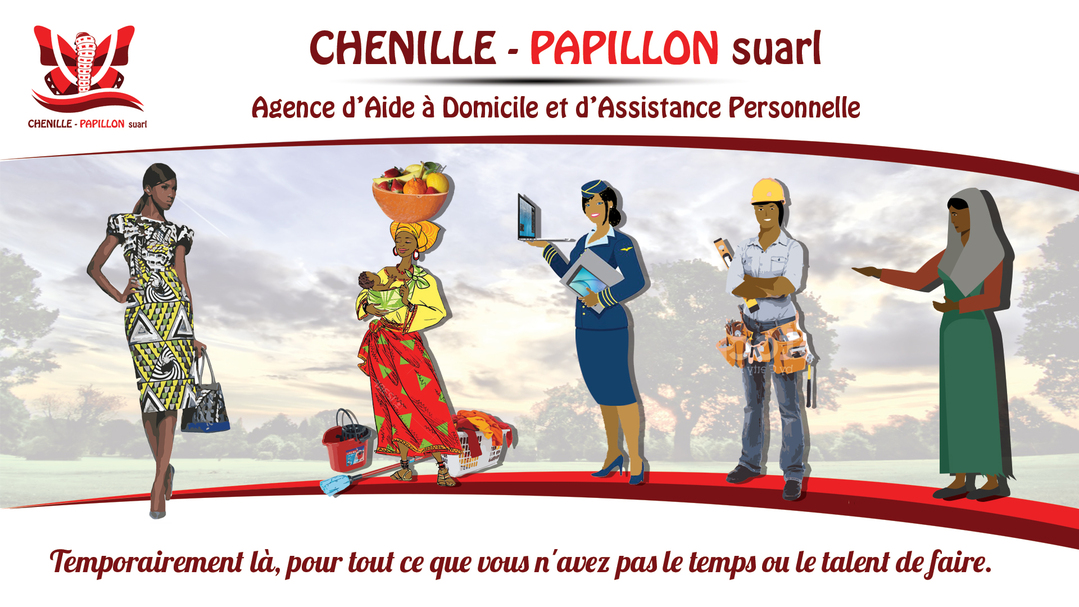 CHENILLE - PAPILLON suarl
Agence d'Aide à Domicile et d'Assistance Personnelle
CHENILLE - PAPILLON suarl
Temporairement là, pour tout ce que vous n'avez pas le temps ou le talent de faire.